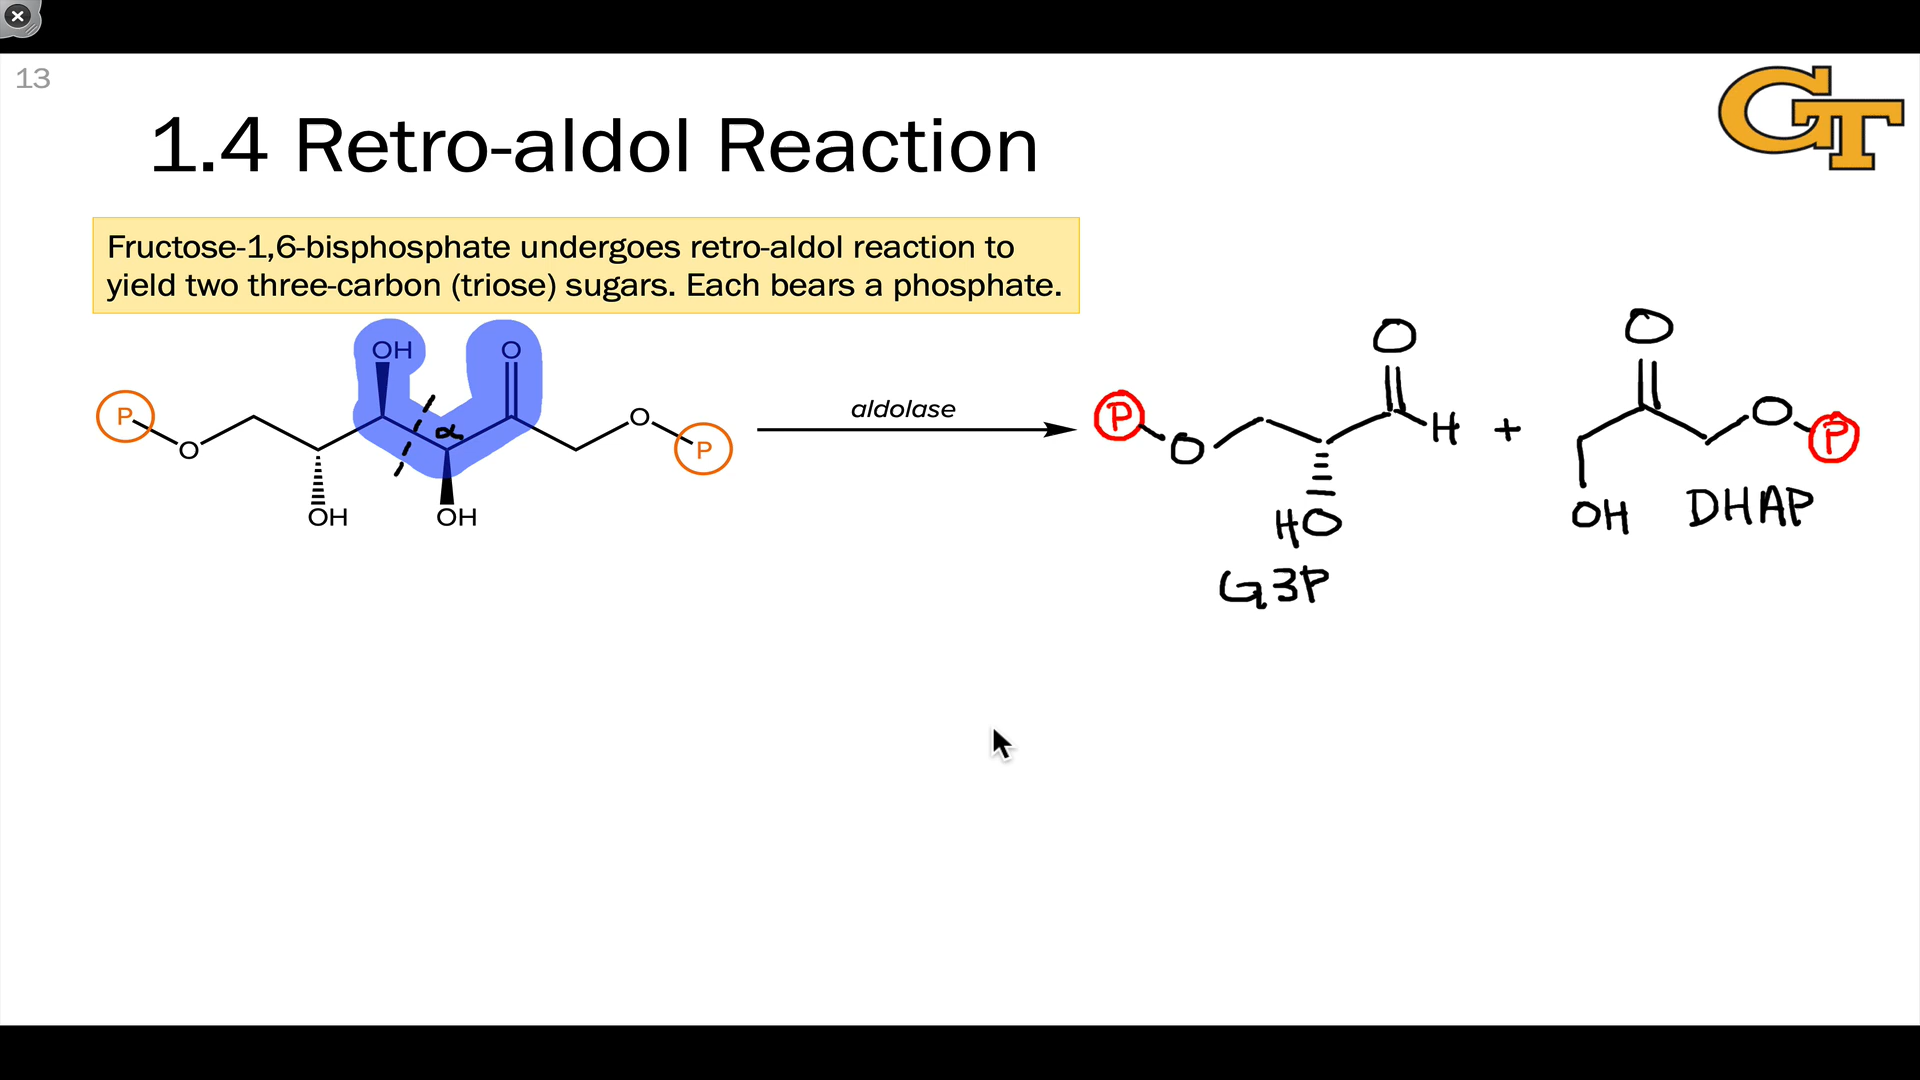 13
GT
1.4 Retro-aldol Reaction
Fructose-1,6-bisphosphate undergoes retro-aldol reaction to
yield two three-carbon (triose) sugars. Each bears a phosphate.
OH O
P O α O P
OH OH
aldolase
O
P O H
HO
G3P
+
O
O P
OH DHAP